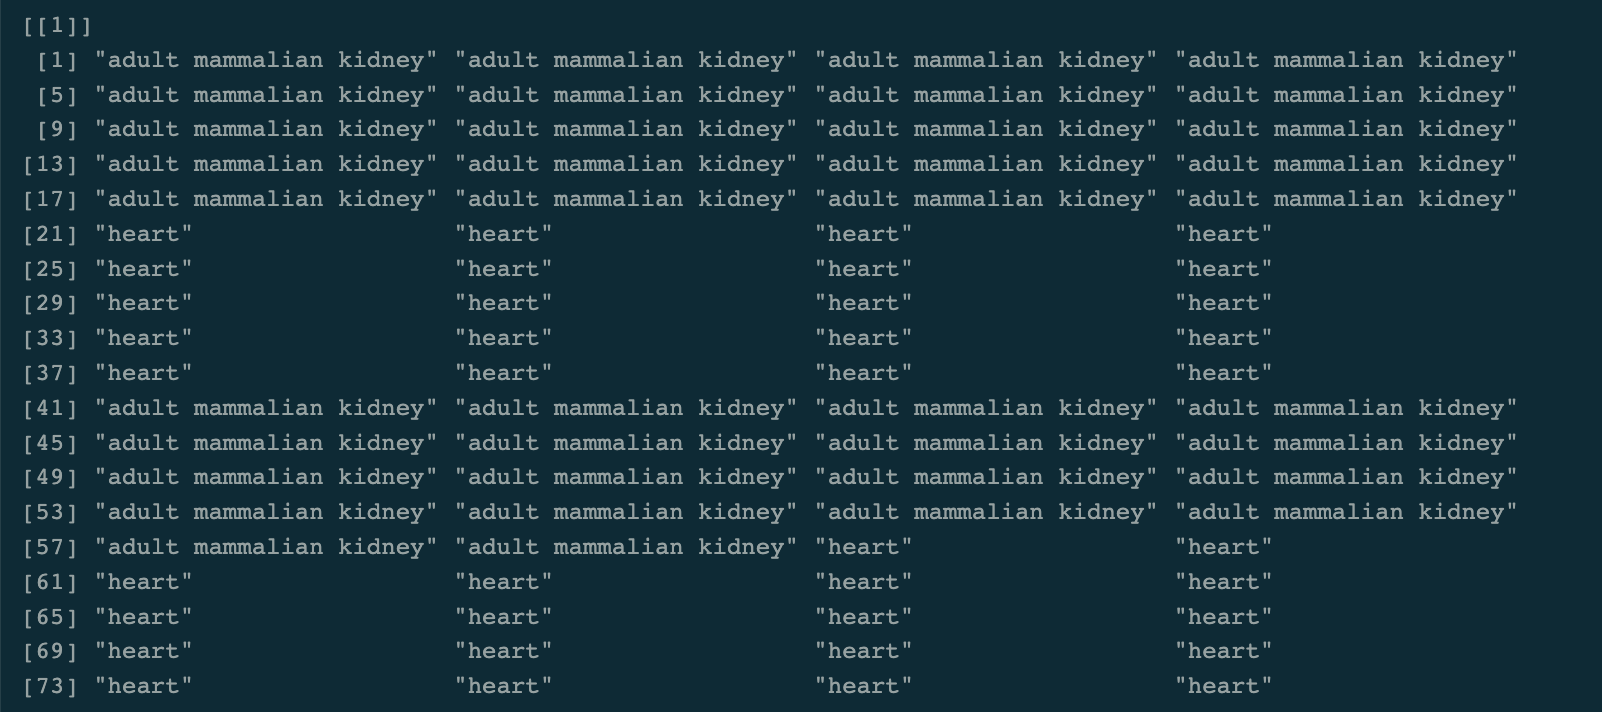 [[1]]
 [1] "adult mammalian kidney" "adult mammalian kidney" "adult mammalian kidney" "adult mammalian kidney"
 [5] "adult mammalian kidney" "adult mammalian kidney" "adult mammalian kidney" "adult mammalian kidney"
 [9] "adult mammalian kidney" "adult mammalian kidney" "adult mammalian kidney" "adult mammalian kidney"
[13] "adult mammalian kidney" "adult mammalian kidney" "adult mammalian kidney" "adult mammalian kidney"
[17] "adult mammalian kidney" "adult mammalian kidney" "adult mammalian kidney" "adult mammalian kidney"
[21] "heart"                  "heart"                  "heart"                  "heart"
[25] "heart"                  "heart"                  "heart"                  "heart"
[29] "heart"                  "heart"                  "heart"                  "heart"
[33] "heart"                  "heart"                  "heart"                  "heart"
[37] "heart"                  "heart"                  "heart"                  "heart"
[41] "adult mammalian kidney" "adult mammalian kidney" "adult mammalian kidney" "adult mammalian kidney"
[45] "adult mammalian kidney" "adult mammalian kidney" "adult mammalian kidney" "adult mammalian kidney"
[49] "adult mammalian kidney" "adult mammalian kidney" "adult mammalian kidney" "adult mammalian kidney"
[53] "adult mammalian kidney" "adult mammalian kidney" "adult mammalian kidney" "adult mammalian kidney"
[57] "adult mammalian kidney" "adult mammalian kidney" "heart"                  "heart"
[61] "heart"                  "heart"                  "heart"                  "heart"
[65] "heart"                  "heart"                  "heart"                  "heart"
[69] "heart"                  "heart"                  "heart"                  "heart"
[73] "heart"                  "heart"                  "heart"                  "heart"